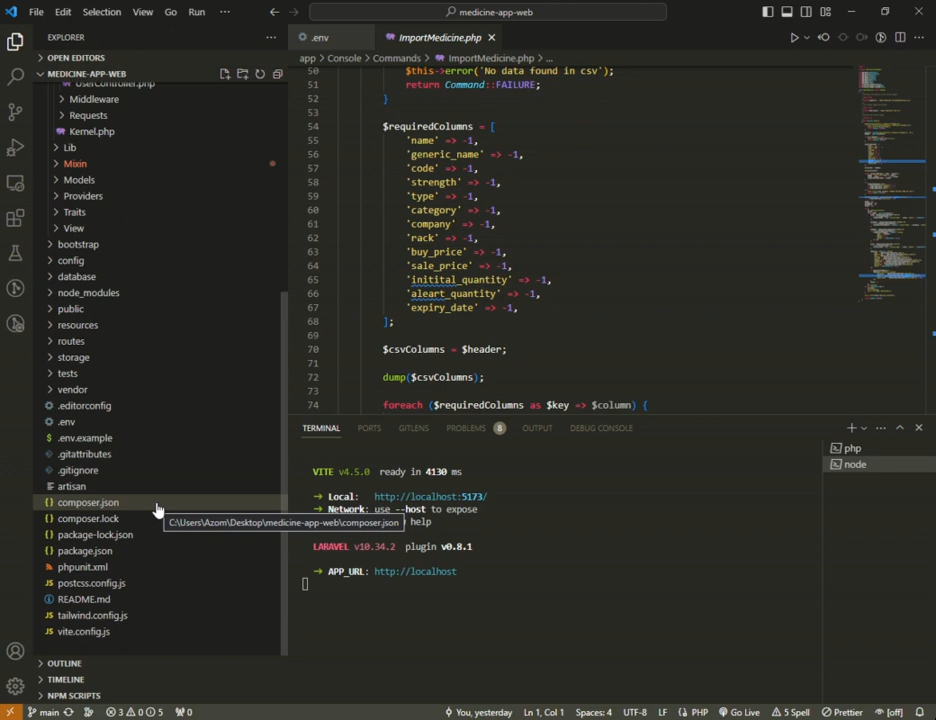 File Edit Selection View Go Run ···
medicine-app-web
EXPLORER ···
OPEN EDITORS
MEDICINE-APP-WEB
UserController.php
Middleware
Requests
Kernel.php
Lib
Mixin
Models
Providers
Traits
View
bootstrap
config
database
node_modules
public
resources
routes
storage
tests
vendor
.editorconfig
.env
.env.example
.gitattributes
.gitignore
artisan
composer.json
C:\Users\Azom\Desktop\medicine-app-web\composer.json
composer.lock
package-lock.json
package.json
phpunit.xml
postcss.config.js
README.md
tailwind.config.js
vite.config.js
OUTLINE
TIMELINE
NPM SCRIPTS
.env ImportMedicine.php
app > Console > Commands > ImportMedicine.php > ...
50 $this->error('No data found in csv');
51 return Command::FAILURE;
52 }
53
54 $requiredColumns = [
55 'name' => -1,
56 'generic_name' => -1,
57 'code' => -1,
58 'strength' => -1,
59 'type' => -1,
60 'category' => -1,
61 'company' => -1,
62 'rack' => -1,
63 'buy_price' => -1,
64 'sale_price' => -1,
65 'initital_quantity' => -1,
66 'aleart_quantity' => -1,
67 'expiry_date' => -1,
68 ];
69
70 $csvColumns = $header;
71
72 dump($csvColumns);
73
74 foreach ($requiredColumns as $key => $column) {
TERMINAL PORTS GITLENS PROBLEMS 8 OUTPUT DEBUG CONSOLE
php
node
VITE v4.5.0 ready in 4130 ms
→ Local: http://localhost:5173/
→ Network: use --host to expose
help
LARAVEL v10.34.2 plugin v0.8.1
→ APP_URL: http://localhost
main 3 0 5 0 You, yesterday Ln 1, Col 1 Spaces: 4 UTF-8 LF PHP Go Live 5 Spell Prettier [off]